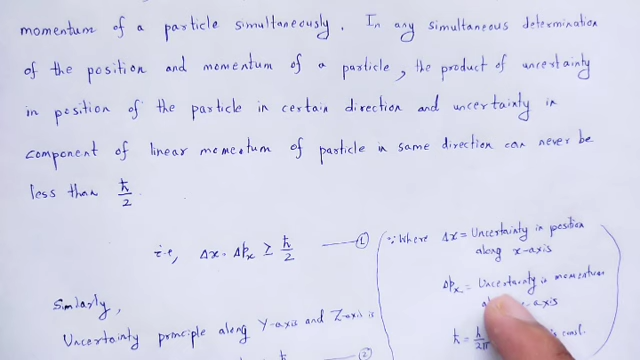 momentum of a particle simultaneously. In any simultaneous determination
of the position and momentum of a particle, the product of uncertainty
in position of the particle in certain direction and uncertainty in
component of linear momentum of particle in same direction can never be
less than ħ/2
i.e, Δx. Δpx ≥ ħ/2 — ①
∵ Where Δx = Uncertainty in position
along x-axis
Δpx = Uncertainty in momentum
-axis
ħ = h/2π const.
Similarly,
Uncertainty principle along Y-axis and Z-axis is
ħ — ②